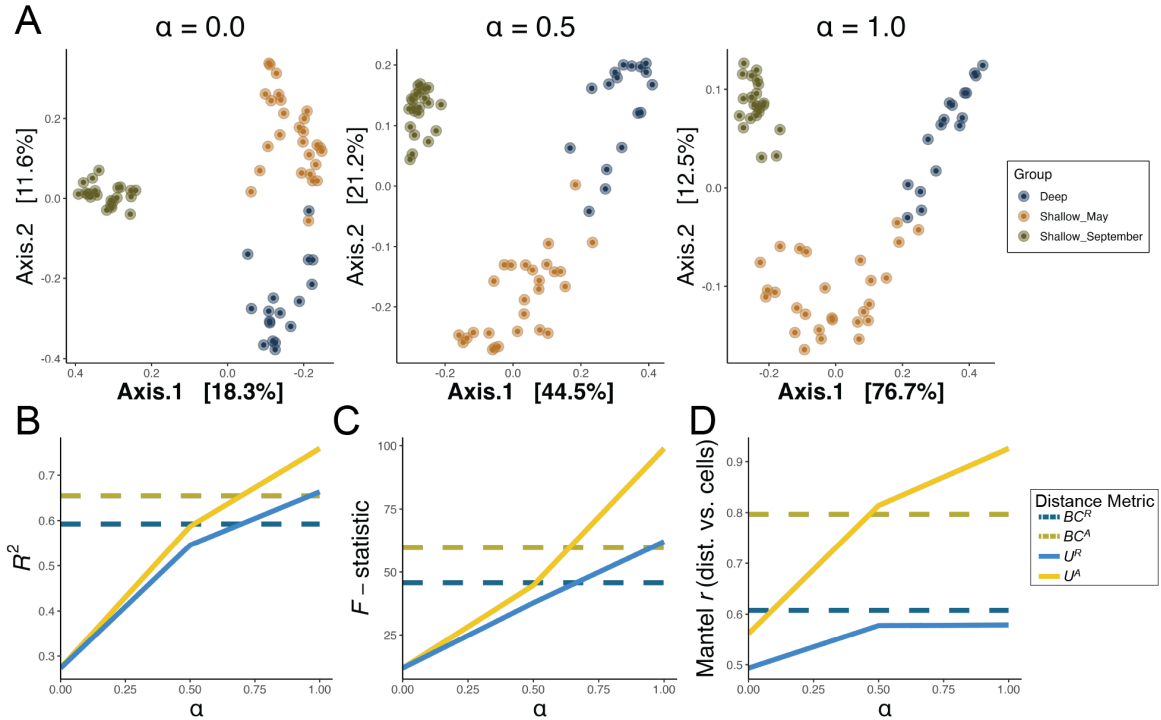 A
α = 0.0
α = 0.5
α = 1.0
Axis.2 [11.6%]
0.2
0.0
-0.2
-0.4
0.4
0.2
0.0
-0.2
Axis.1 [18.3%]
Axis.2 [21.2%]
0.2
0.1
0.0
-0.1
-0.2
-0.2
0.0
0.2
0.4
Axis.1 [44.5%]
Axis.2 [12.5%]
0.1
0.0
-0.1
-0.2
0.0
0.2
0.4
Axis.1 [76.7%]
Group
Deep
Shallow_May
Shallow_September
B
R²
0.7
0.6
0.5
0.4
0.3
0.00
0.25
0.50
0.75
1.00
α
C
F – statistic
100
75
50
25
0.00
0.25
0.50
0.75
1.00
α
D
Mantel r (dist. vs. cells)
0.9
0.8
0.7
0.6
0.5
0.00
0.25
0.50
0.75
1.00
α
Distance Metric
BCᴿ
BCᴬ
Uᴿ
Uᴬ